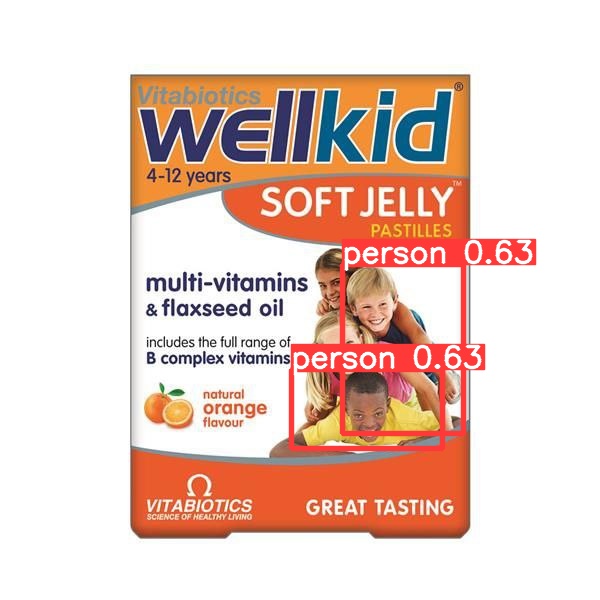 Vitabiotics
wellkid®
4-12 years
SOFT JELLY™
PASTILLES
person 0.63
multi-vitamins
& flaxseed oil
includes the full range of
B complex vitamins
person 0.63
natural
orange
flavour
VITABIOTICS
SCIENCE OF HEALTHY LIVING
GREAT TASTING